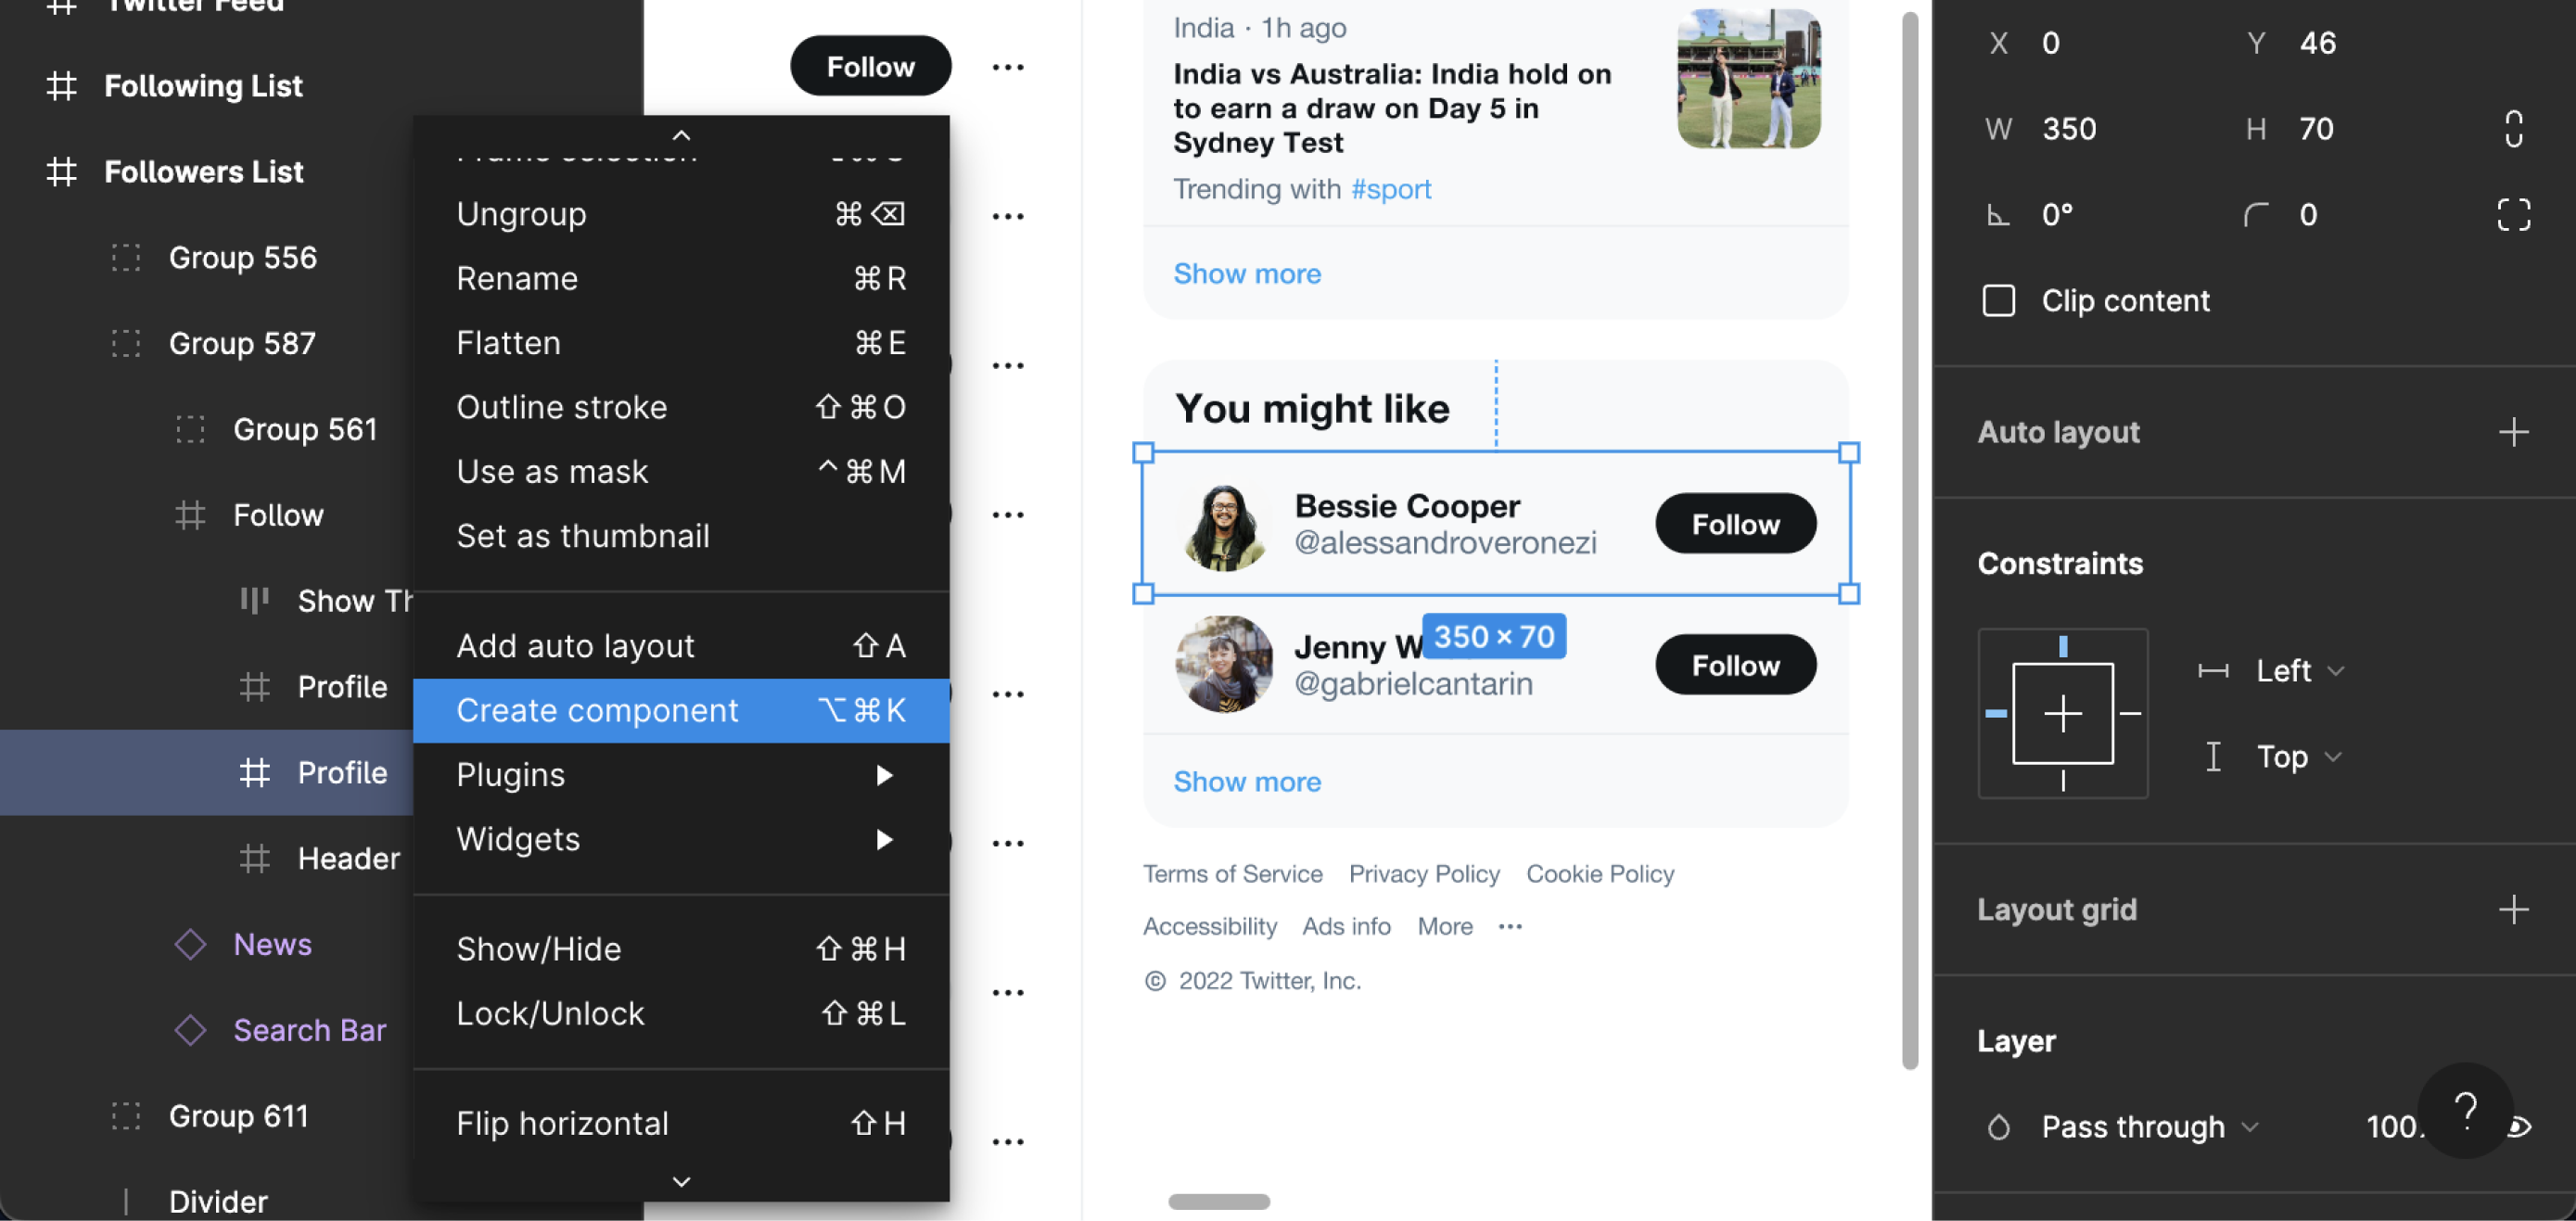 Twitter Feed
Following List
Followers List
Group 556
Group 587
Group 561
Follow
Show Th
Profile
Profile
Header
News
Search Bar
Group 611
Divider
Frame selection
Ungroup ⌘⌫
Rename ⌘R
Flatten ⌘E
Outline stroke ⇧⌘O
Use as mask ^⌘M
Set as thumbnail
Add auto layout ⇧A
Create component ⌥⌘K
Plugins
Widgets
Show/Hide ⇧⌘H
Lock/Unlock ⇧⌘L
Flip horizontal ⇧H
Follow
India · 1h ago
India vs Australia: India hold on
to earn a draw on Day 5 in
Sydney Test
Trending with #sport
Show more
You might like
Bessie Cooper
@alessandroveronezi
Follow
Jenny W
350 × 70
@gabrielcantarin
Follow
Show more
Terms of Service Privacy Policy Cookie Policy
Accessibility Ads info More ...
© 2022 Twitter, Inc.
X 0 Y 46
W 350 H 70
0° 0
Clip content
Auto layout
Constraints
Left
Top
Layout grid
Layer
Pass through 100
?